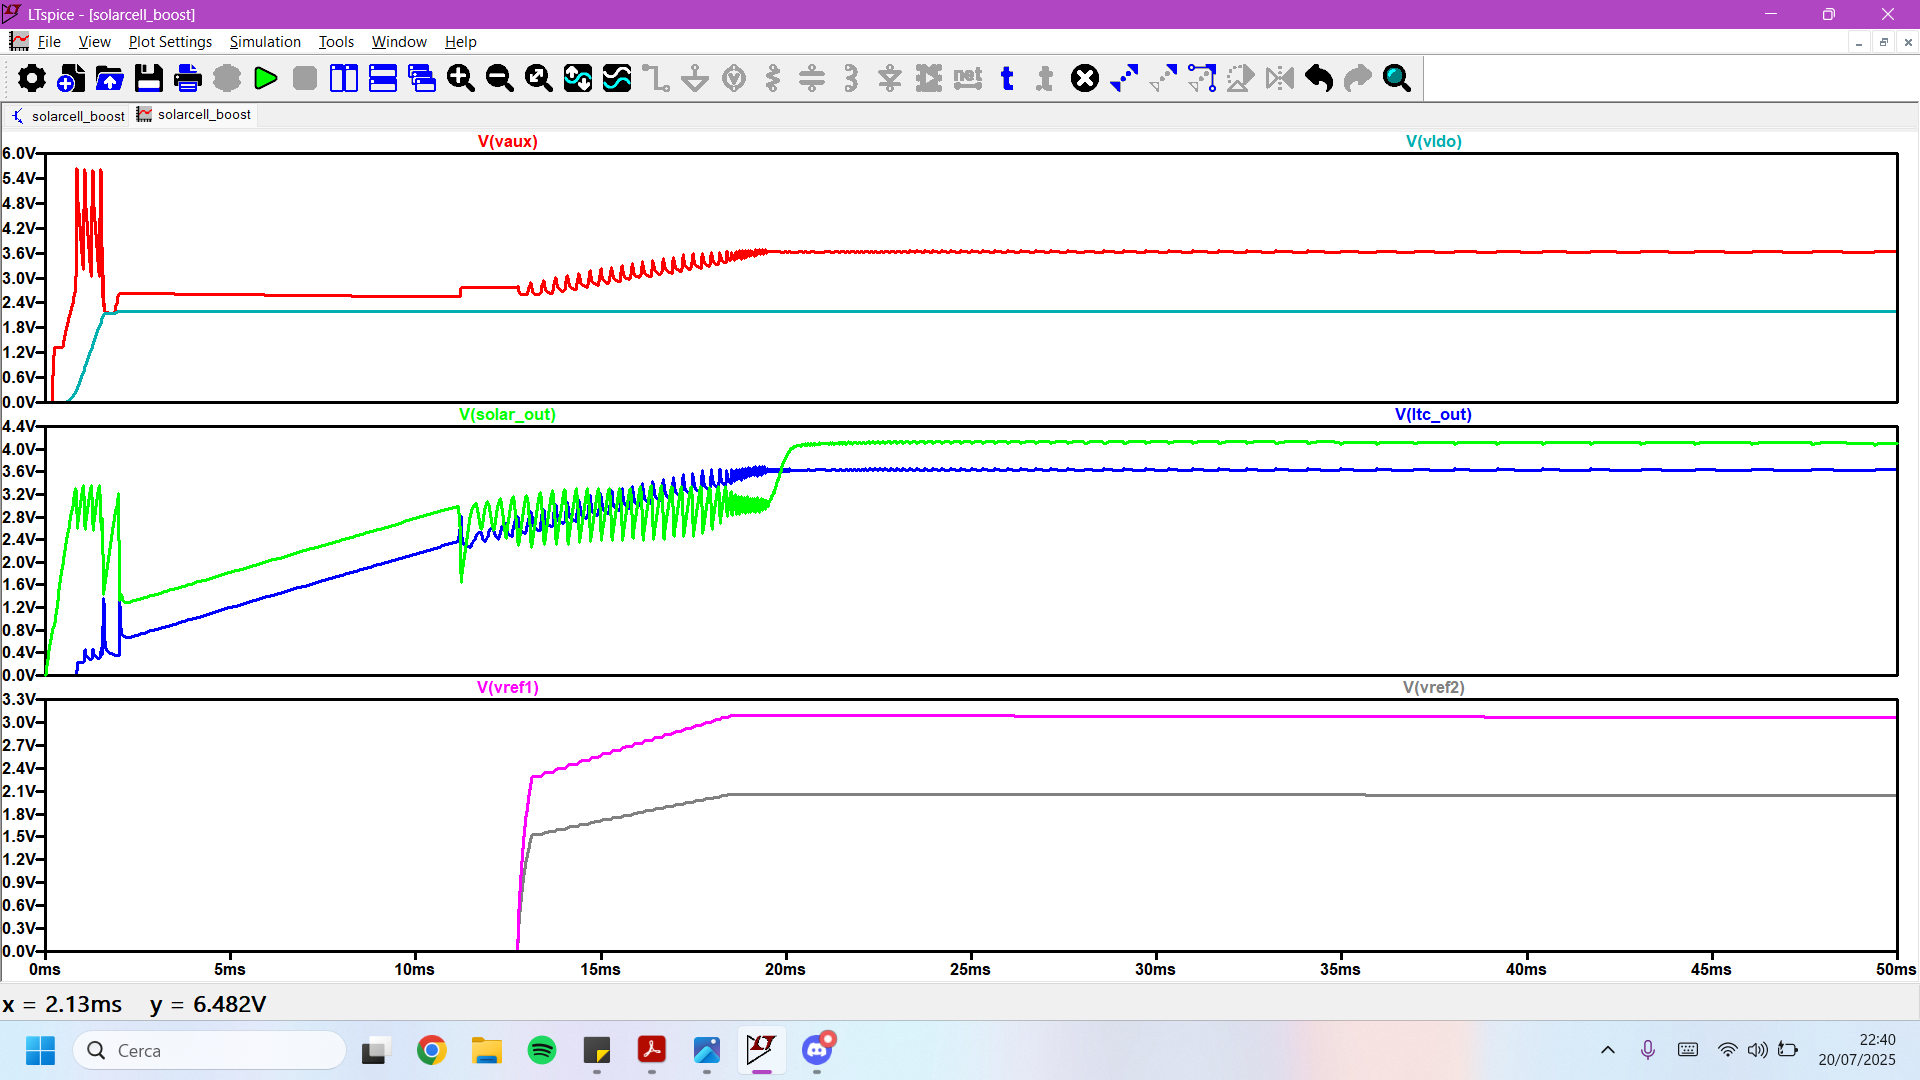 LTspice - [solarcell_boost]
File View Plot Settings Simulation Tools Window Help
net t .t
solarcell_boost solarcell_boost
V(vaux) V(vldo)
6.0V
5.4V
4.8V
4.2V
3.6V
3.0V
2.4V
1.8V
1.2V
0.6V
0.0V
V(solar_out) V(ltc_out)
4.4V
4.0V
3.6V
3.2V
2.8V
2.4V
2.0V
1.6V
1.2V
0.8V
0.4V
0.0V
V(vref1) V(vref2)
3.3V
3.0V
2.7V
2.4V
2.1V
1.8V
1.5V
1.2V
0.9V
0.6V
0.3V
0.0V
0ms 5ms 10ms 15ms 20ms 25ms 30ms 35ms 40ms 45ms 50ms
x = 2.13ms y = 6.482V
Cerca
22:40
20/07/2025